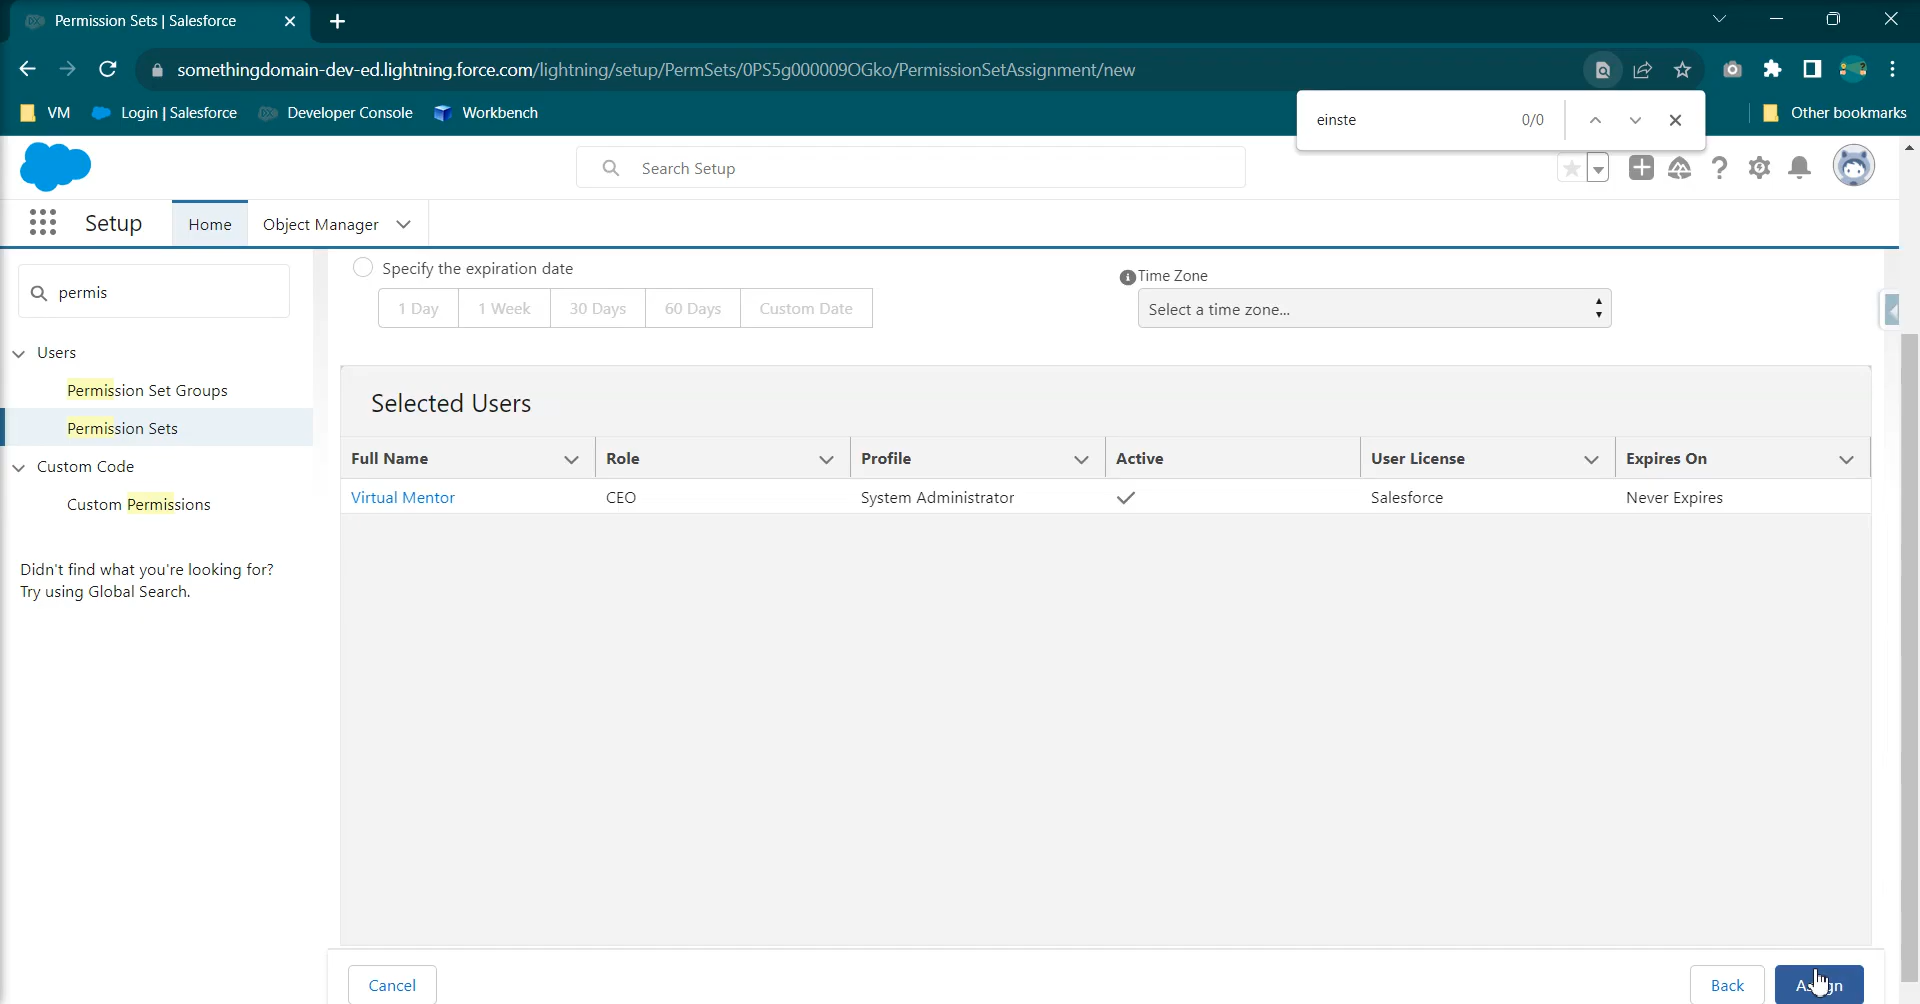 Permission Sets | Salesforce
somethingdomain-dev-ed.lightning.force.com/lightning/setup/PermSets/0PS5g000009OGko/PermissionSetAssignment/new
VM Login | Salesforce Developer Console Workbench Other bookmarks
einste 0/0
Search Setup
Setup Home Object Manager
permis
Users
Permission Set Groups
Permission Sets
Custom Code
Custom Permissions
Didn't find what you're looking for?
Try using Global Search.
Specify the expiration date
1 Day 1 Week 30 Days 60 Days Custom Date
Time Zone
Select a time zone...
Selected Users
Full Name Role Profile Active User License Expires On
Virtual Mentor CEO System Administrator Salesforce Never Expires
Cancel Back